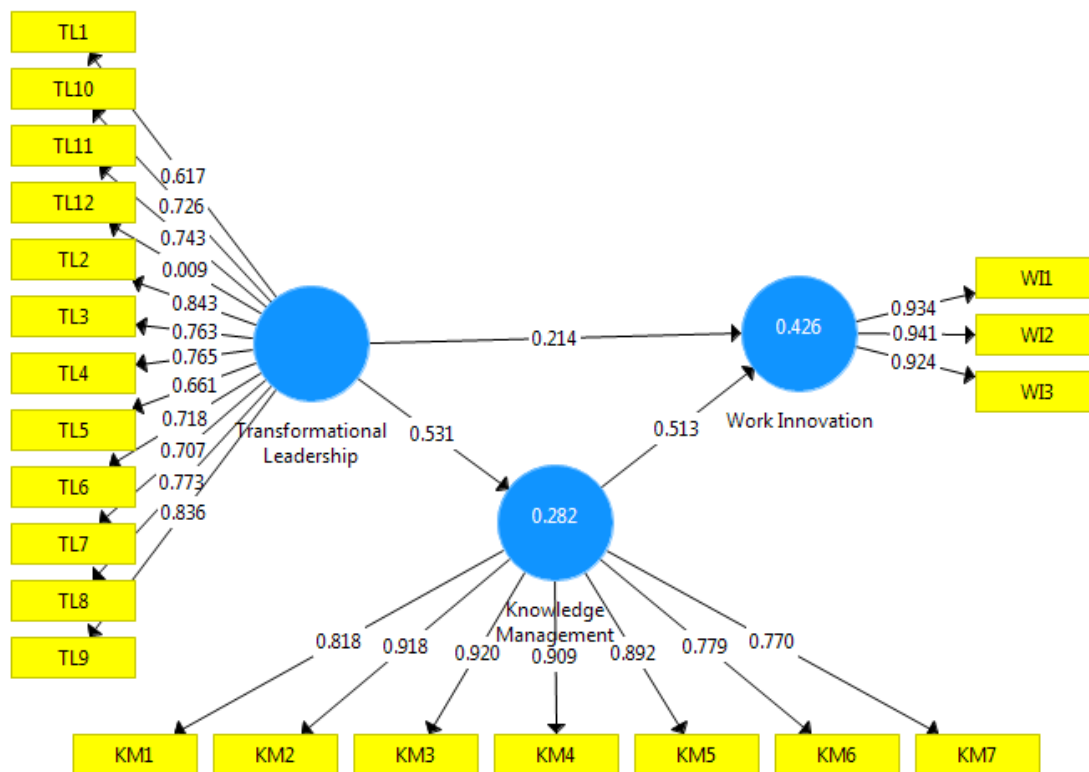 TL1
TL10
TL11
TL12
TL2
TL3
TL4
TL5
TL6
TL7
TL8
TL9
0.617
0.726
0.743
0.009
0.843
0.763
0.765
0.661
0.718
0.707
0.773
0.836
Transformational
Leadership
0.214
0.531
0.513
0.426
Work Innovation
0.934
0.941
0.924
WI1
WI2
WI3
0.282
Knowledge
Management
0.818
0.918
0.920
0.909
0.892
0.779
0.770
KM1
KM2
KM3
KM4
KM5
KM6
KM7